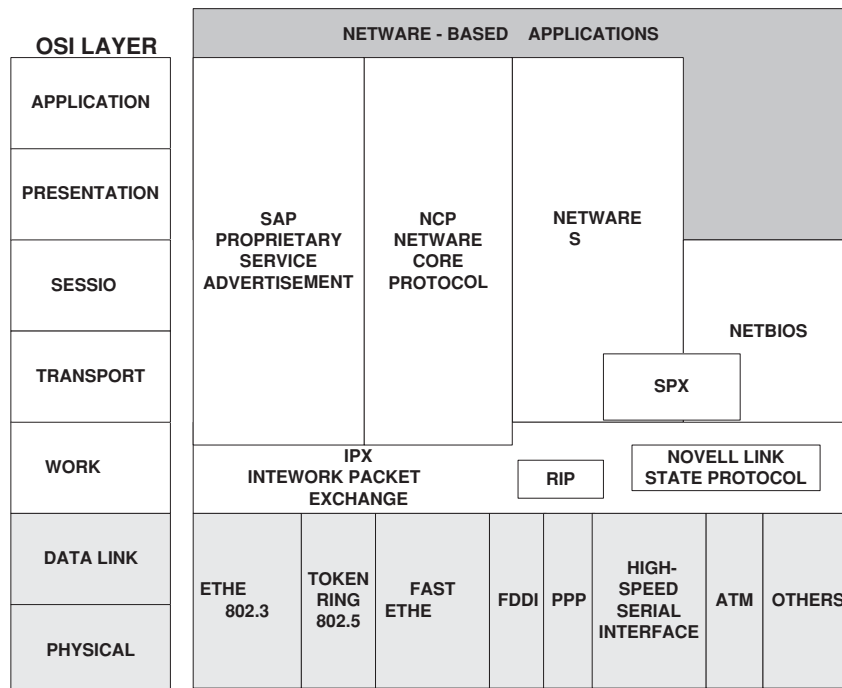 NETWARE - BASED APPLICATIONS
OSI LAYER
APPLICATION
PRESENTATION
SESSIO
TRANSPORT
WORK
DATA LINK
PHYSICAL
SAP
PROPRIETARY
SERVICE
ADVERTISEMENT
NCP
NETWARE
CORE
PROTOCOL
NETWARE
S
NETBIOS
SPX
IPX
INTEWORK PACKET
EXCHANGE
RIP
NOVELL LINK
STATE PROTOCOL
ETHE
802.3
TOKEN
RING
802.5
FAST
ETHE
FDDI
PPP
HIGH-
SPEED
SERIAL
INTERFACE
ATM
OTHERS